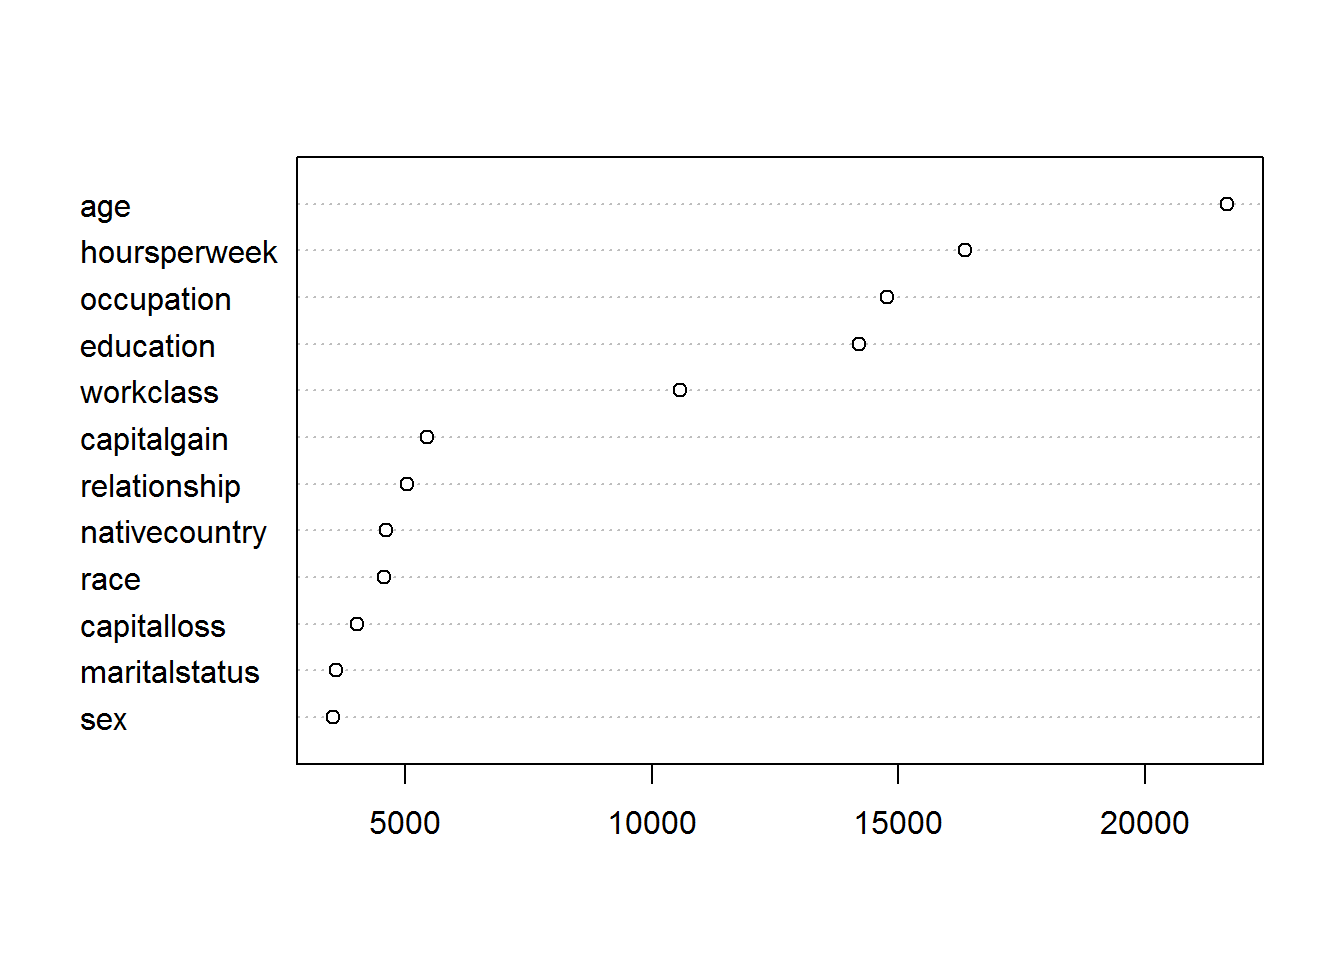 age
hoursperweek
occupation
education
workclass
capitalgain
relationship
nativecountry
race
capitalloss
maritalstatus
sex
5000 10000 15000 20000